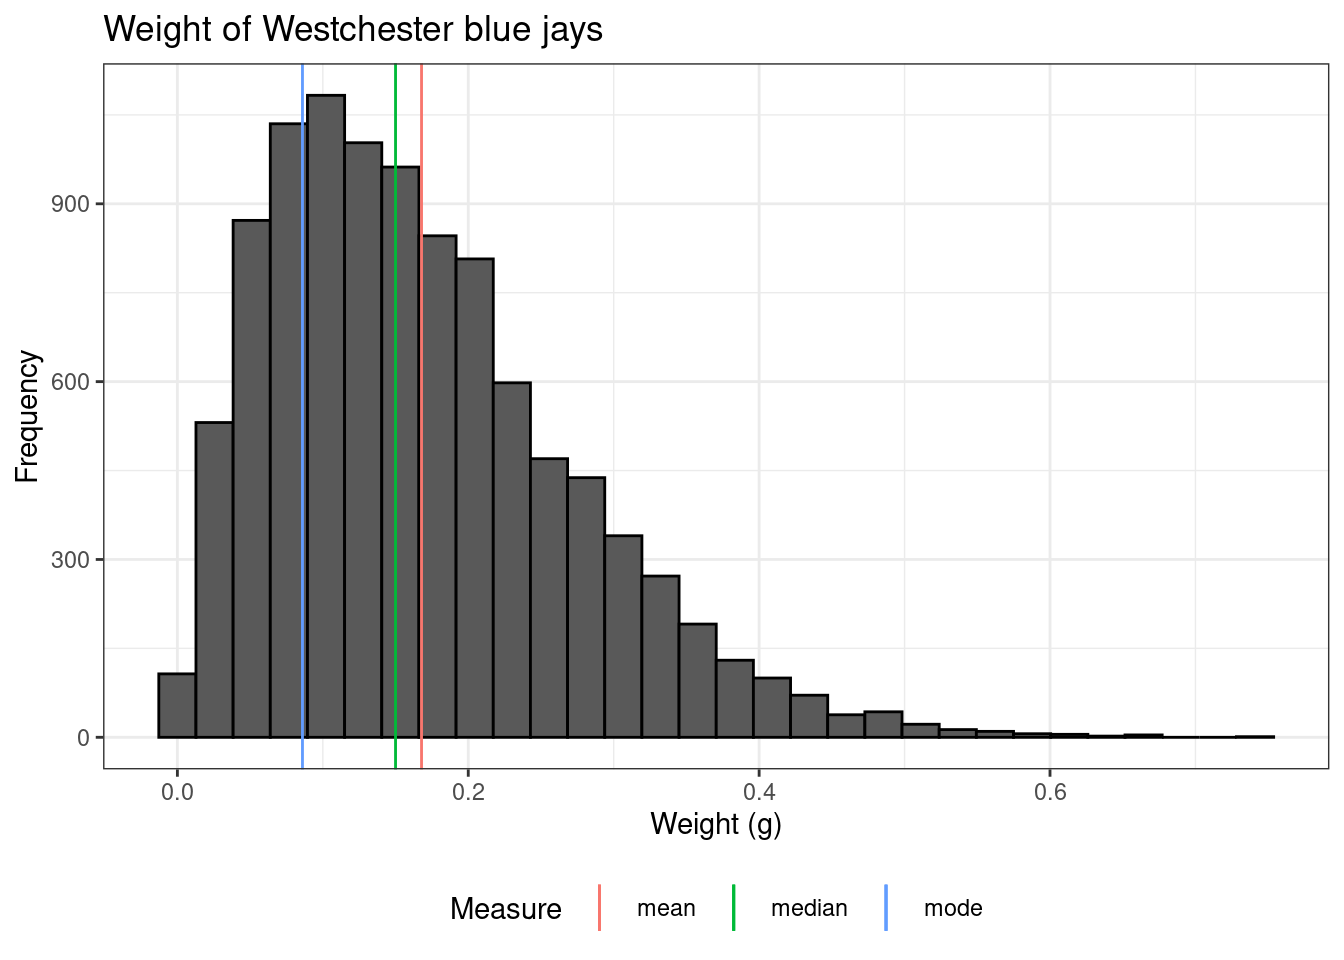 Weight of Westchester blue jays
Frequency
900
600
300
0
0.0 0.2 0.4 0.6
Weight (g)
Measure mean median mode